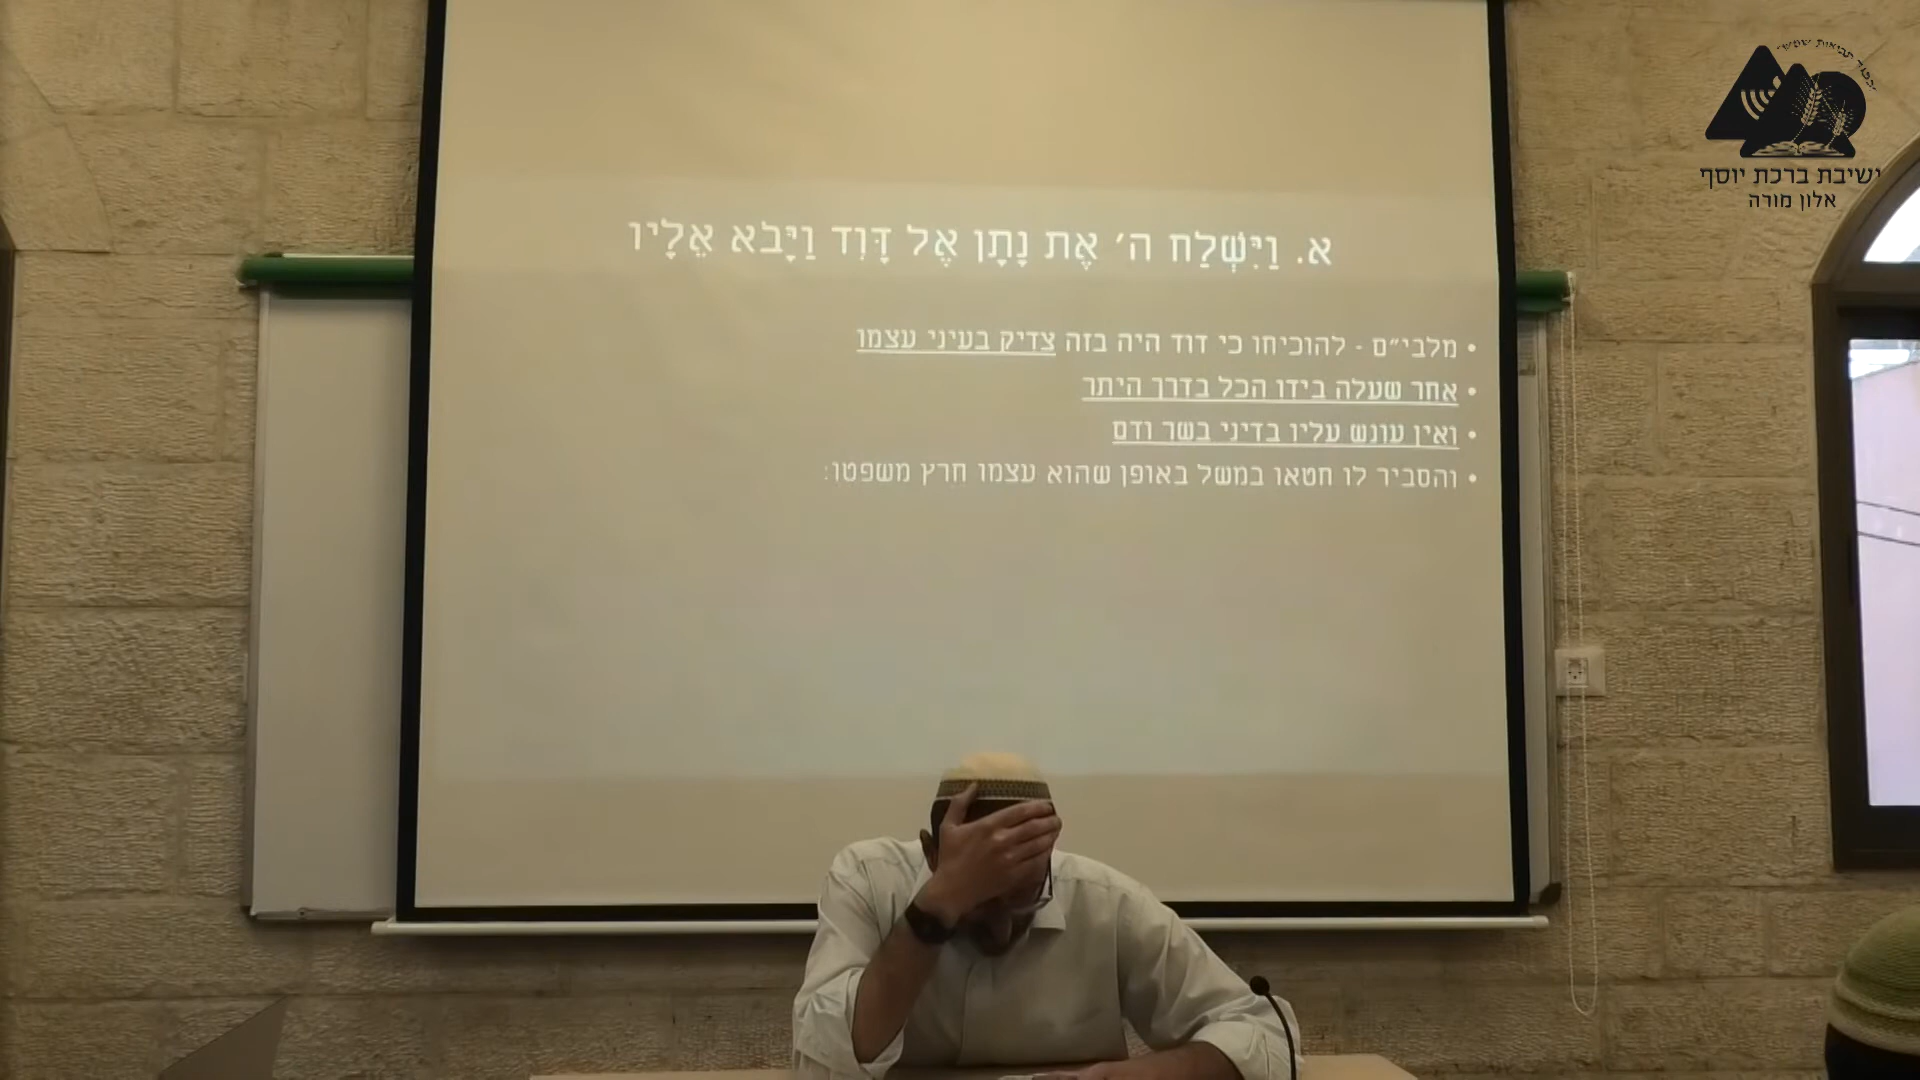 א. וַיִּשְׁלַח ה׳ אֶת נָתָן אֶל דָּוִד וַיָּבֹא אֵלָיו
• מלבי״ם - להוכיחו כי דוד היה בזה צדיק בעיני עצמו
• אחר שעלה בידו הכל בדרך היתר
• ואין עונש עליו בדיני בשר ודם
• והסביר לו חטאו במשל באופן שהוא עצמו חרץ משפטו:
ישיבת ברכת יוסף
אלון מורה